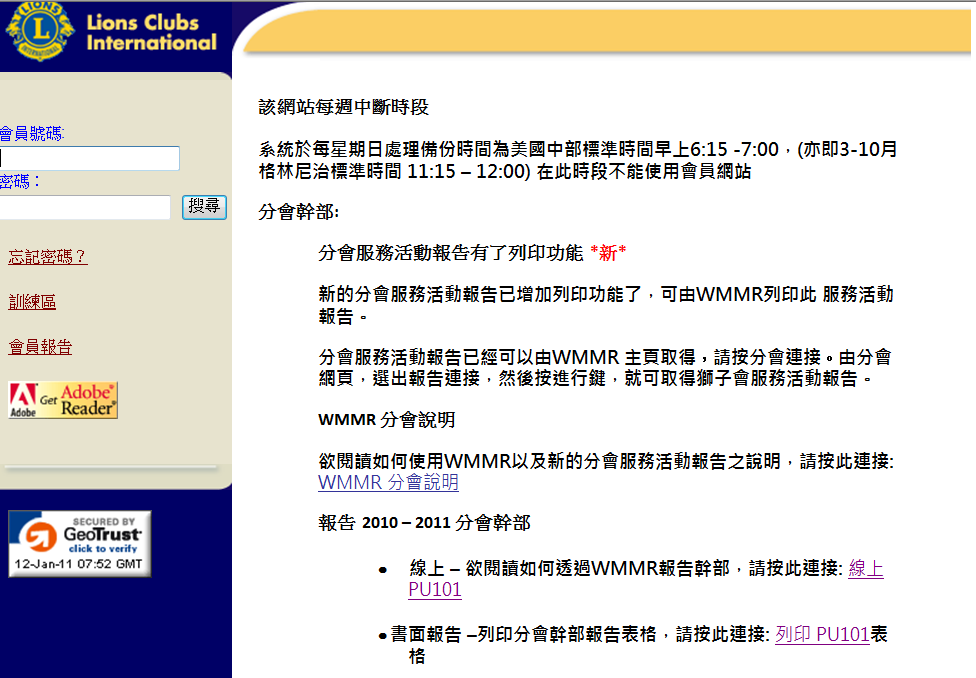 LIONS
L
INTERNATIONAL
Lions Clubs
International
會員號碼:
密碼：
搜尋
忘記密碼？
訓練區
會員報告
Adobe
Get Adobe®
Reader®
SECURED BY
GeoTrust
click to verify
12-Jan-11 07:52 GMT
該網站每週中斷時段
系統於每星期日處理備份時間為美國中部標準時間早上6:15 -7:00，(亦即3-10月
格林尼治標準時間 11:15 – 12:00) 在此時段不能使用會員網站
分會幹部:
分會服務活動報告有了列印功能 *新*
新的分會服務活動報告已增加列印功能了，可由WMMR列印此 服務活動
報告。
分會服務活動報告已經可以由WMMR 主頁取得，請按分會連接。由分會
網頁，選出報告連接，然後按進行鍵，就可取得獅子會服務活動報告。
WMMR 分會說明
欲閱讀如何使用WMMR以及新的分會服務活動報告之說明，請按此連接:
WMMR 分會說明
報告 2010 – 2011 分會幹部
● 線上 – 欲閱讀如何透過WMMR報告幹部，請按此連接: 線上
PU101
●書面報告 –列印分會幹部報告表格，請按此連接: 列印 PU101表
格